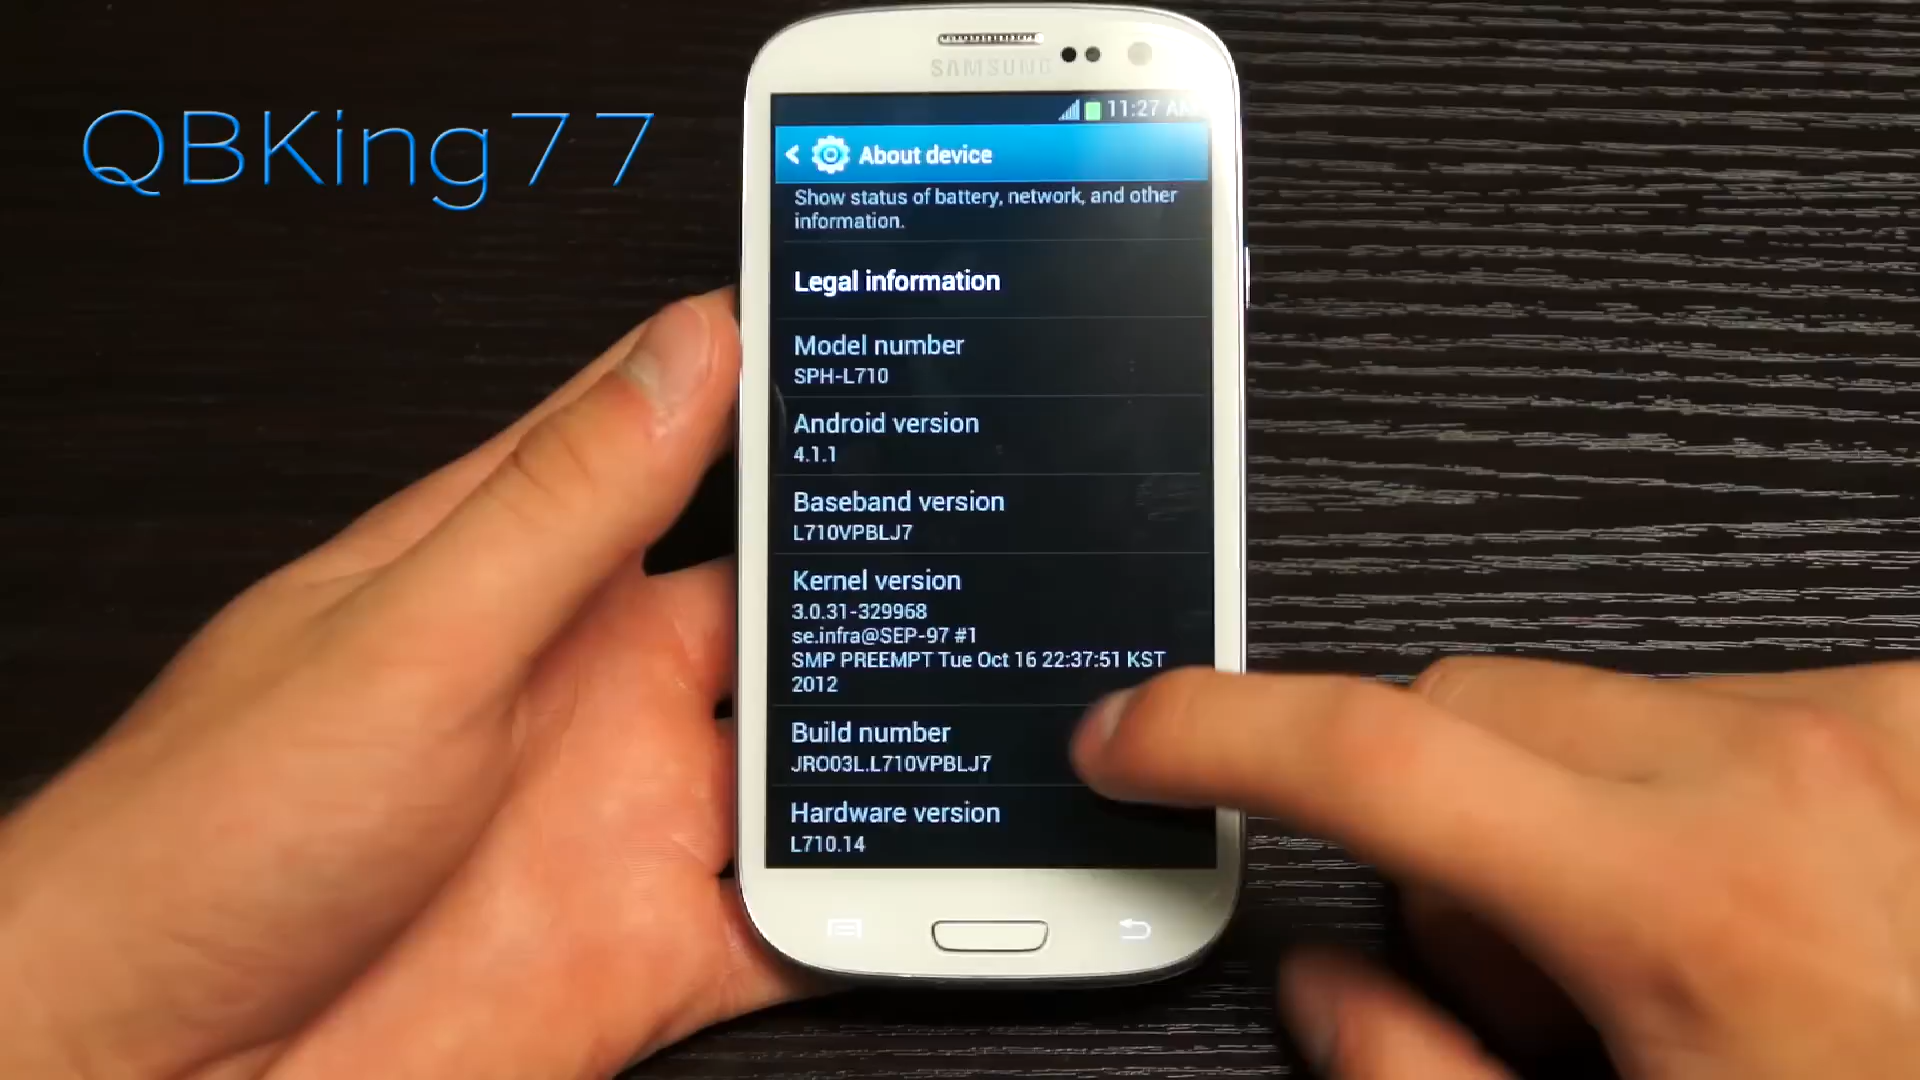 QBKing77
SAMSUNG
11:27 AM
About device
Show status of battery, network, and other
information.
Legal information
Model number
SPH-L710
Android version
4.1.1
Baseband version
L710VPBLJ7
Kernel version
3.0.31-329968
se.infra@SEP-97 #1
SMP PREEMPT Tue Oct 16 22:37:51 KST
2012
Build number
JRO03L.L710VPBLJ7
Hardware version
L710.14